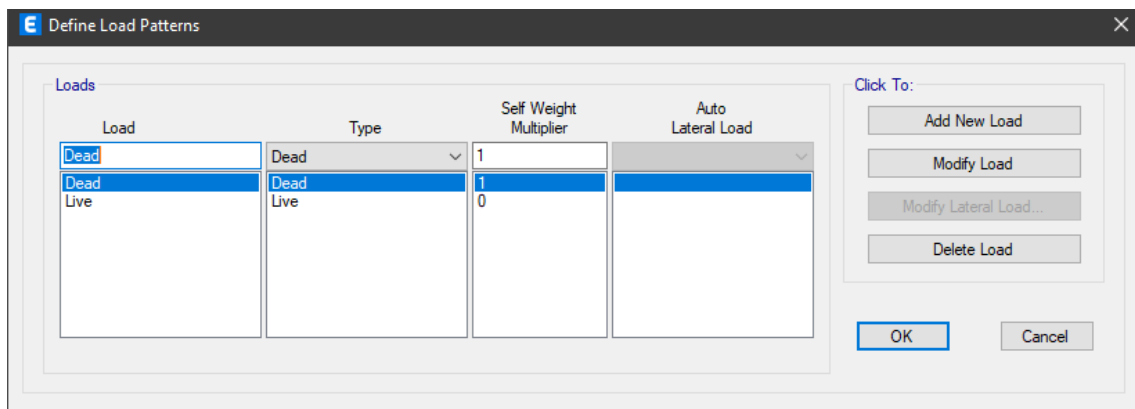 E Define Load Patterns
Loads
Load Type Self Weight Multiplier Auto Lateral Load
Dead Dead 1
Dead Dead 1
Live Live 0
Click To:
Add New Load
Modify Load
Modify Lateral Load...
Delete Load
OK Cancel